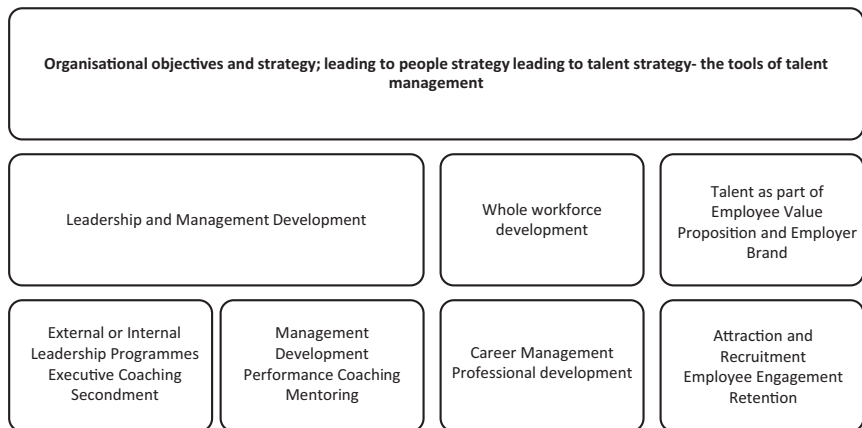 Organisational objectives and strategy; leading to people strategy leading to talent strategy- the tools of talent
management
Leadership and Management Development
Whole workforce
development
Talent as part of
Employee Value
Proposition and Employer
Brand
External or Internal
Leadership Programmes
Executive Coaching
Secondment
Management
Development
Performance Coaching
Mentoring
Career Management
Professional development
Attraction and
Recruitment
Employee Engagement
Retention